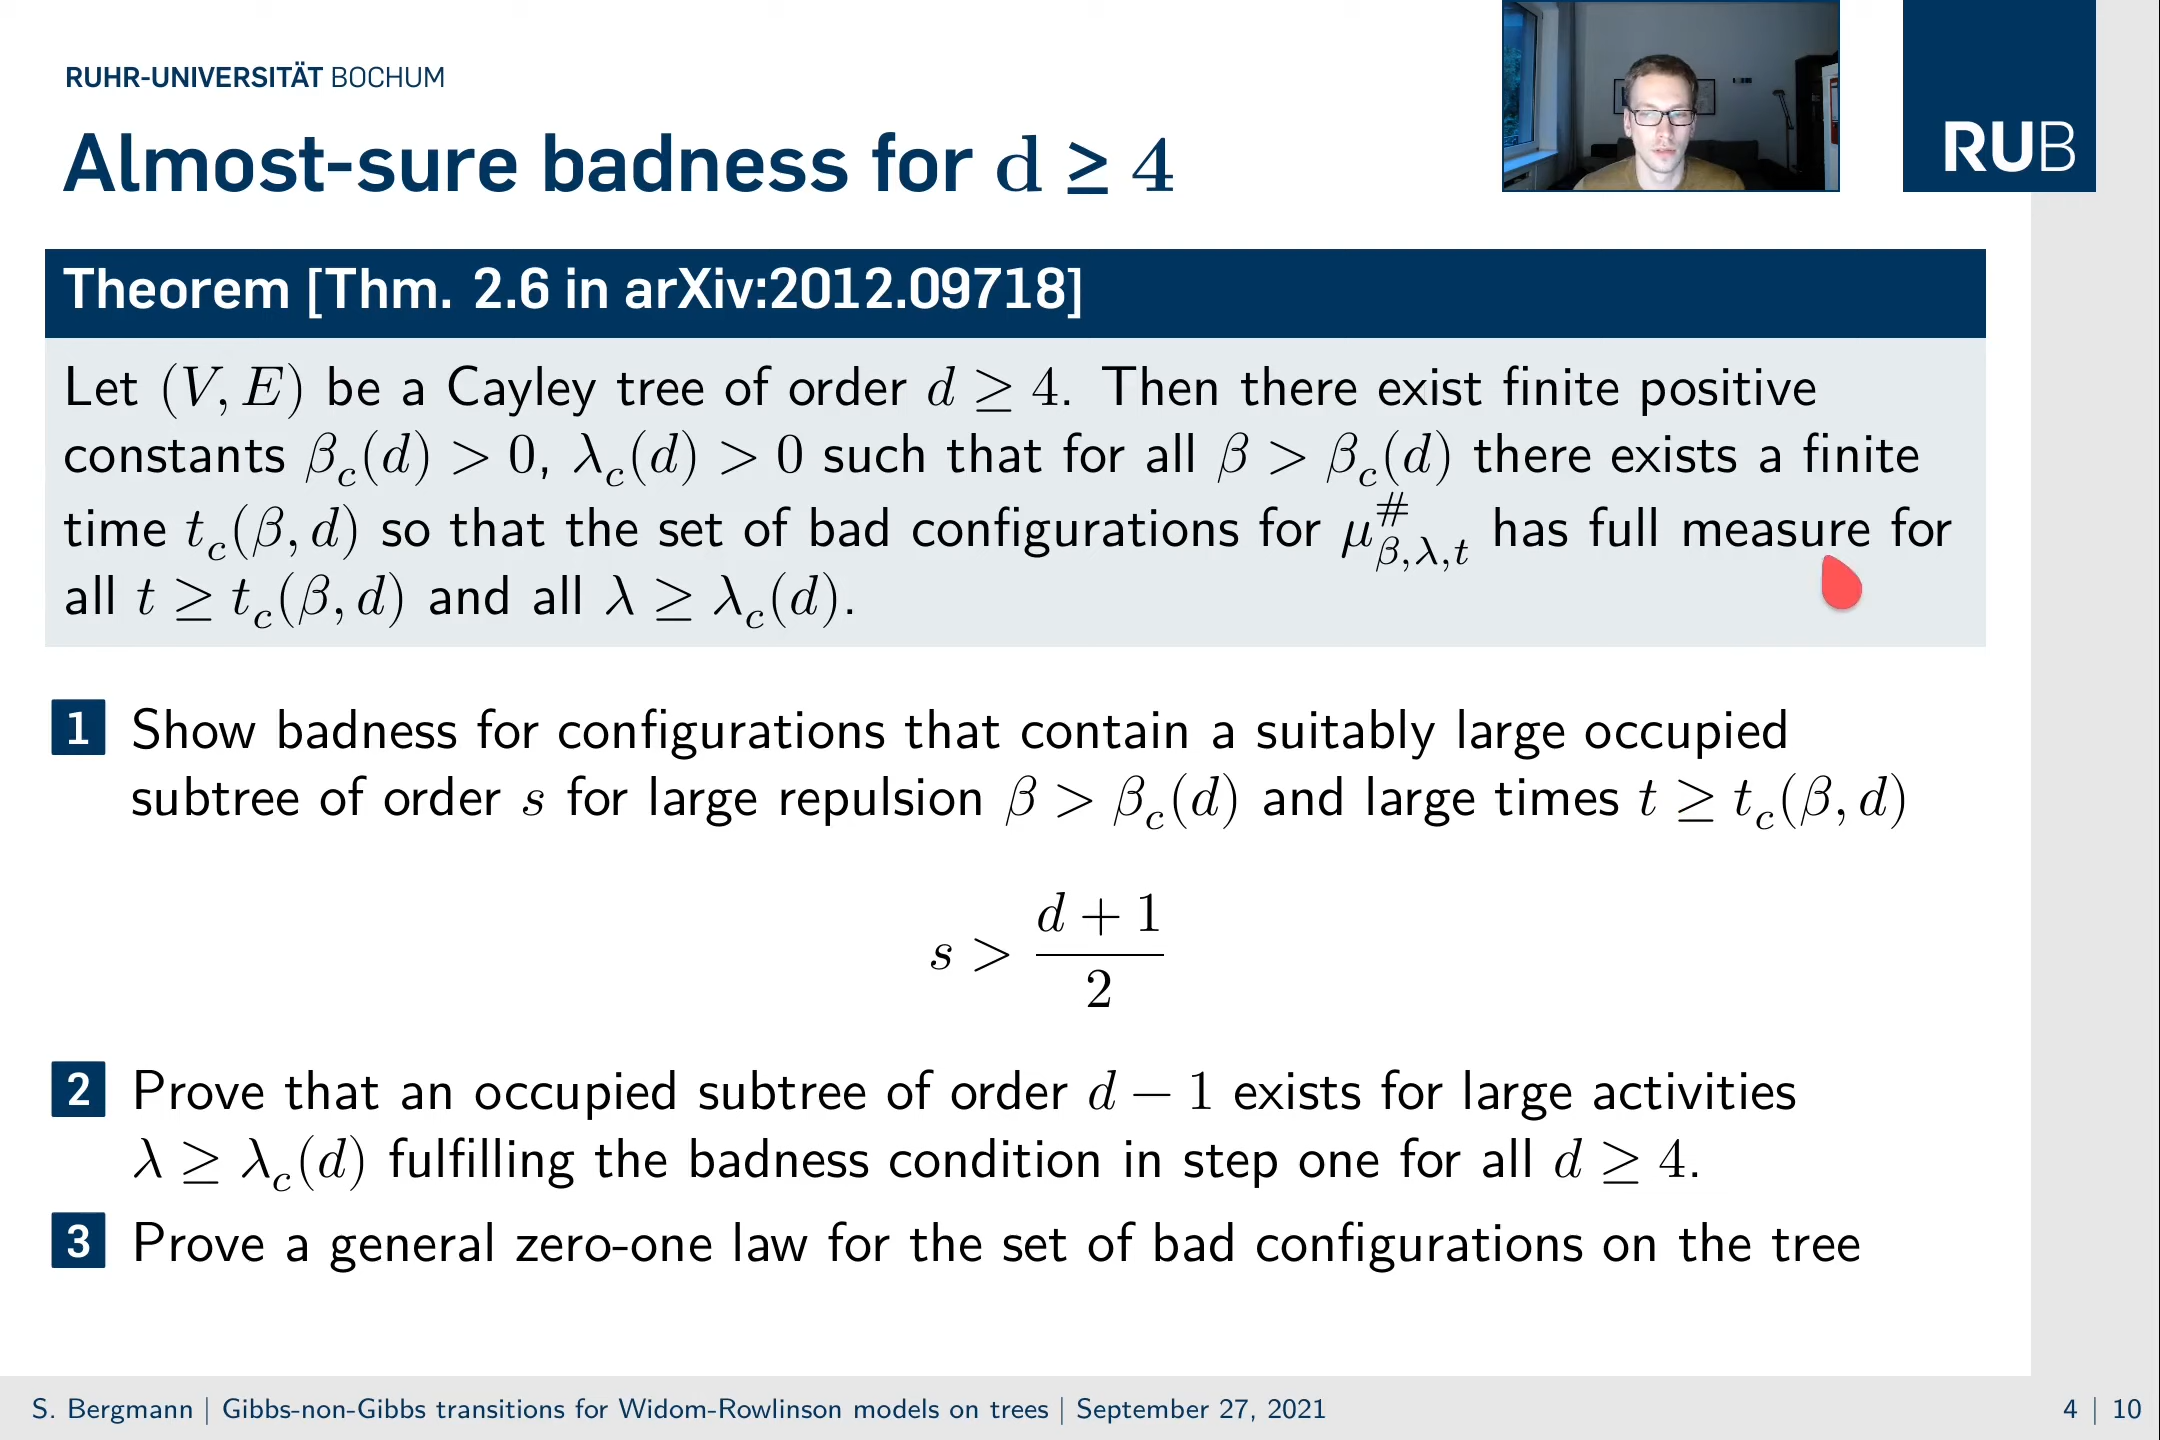 RUHR-UNIVERSITÄT BOCHUM
RUB
Almost-sure badness for d ≥ 4
Theorem [Thm. 2.6 in arXiv:2012.09718]
Let (V, E) be a Cayley tree of order d ≥ 4. Then there exist finite positive
constants β_c(d) > 0, λ_c(d) > 0 such that for all β > β_c(d) there exists a finite
time t_c(β, d) so that the set of bad configurations for μ^#_{β,λ,t} has full measure for
all t ≥ t_c(β, d) and all λ ≥ λ_c(d).
1 Show badness for configurations that contain a suitably large occupied
subtree of order s for large repulsion β > β_c(d) and large times t ≥ t_c(β, d)
s > \frac{d + 1}{2}
2 Prove that an occupied subtree of order d − 1 exists for large activities
λ ≥ λ_c(d) fulfilling the badness condition in step one for all d ≥ 4.
3 Prove a general zero-one law for the set of bad configurations on the tree
S. Bergmann | Gibbs-non-Gibbs transitions for Widom-Rowlinson models on trees | September 27, 2021
4 | 10